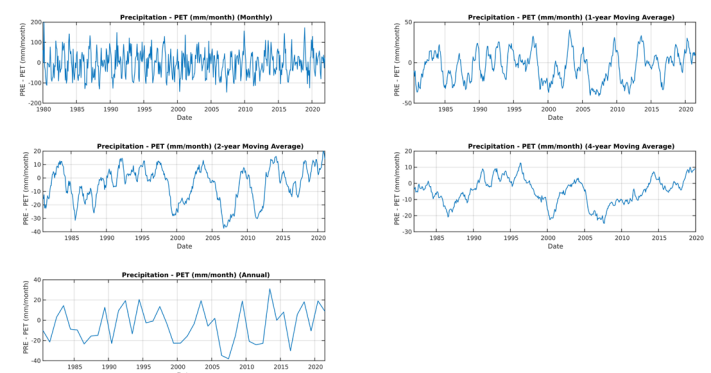 Precipitation - PET (mm/month) (Monthly)
PRE - PET (mm/month)
200
100
0
-100
-200
1980 1985 1990 1995 2000 2005 2010 2015 2020
Date
Precipitation - PET (mm/month) (1-year Moving Average)
PRE - PET (mm/month)
50
0
-50
1985 1990 1995 2000 2005 2010 2015 2020
Date
Precipitation - PET (mm/month) (2-year Moving Average)
PRE - PET (mm/month)
20
10
0
-10
-20
-30
-40
1985 1990 1995 2000 2005 2010 2015 2020
Date
Precipitation - PET (mm/month) (4-year Moving Average)
PRE - PET (mm/month)
20
10
0
-10
-20
-30
1985 1990 1995 2000 2005 2010 2015 2020
Date
Precipitation - PET (mm/month) (Annual)
PRE - PET (mm/month)
40
20
0
-20
-40
1985 1990 1995 2000 2005 2010 2015 2020